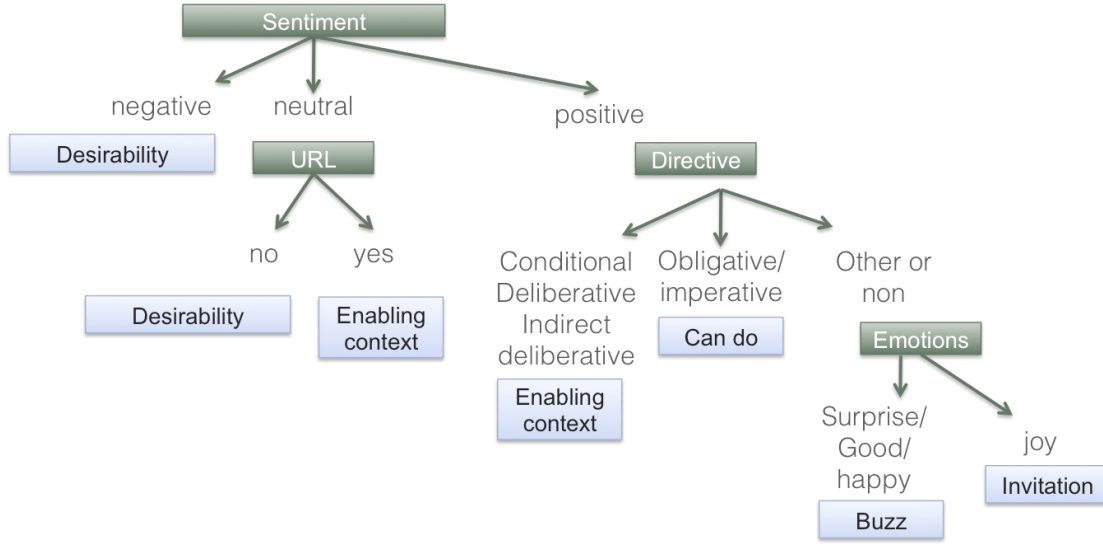 Sentiment
negative
neutral
positive
Desirability
URL
Directive
no
yes
Conditional
Deliberative
Indirect
deliberative
Obligative/
imperative
Other or
non
Desirability
Enabling
context
Can do
Emotions
Enabling
context
Surprise/
Good/
happy
joy
Buzz
Invitation